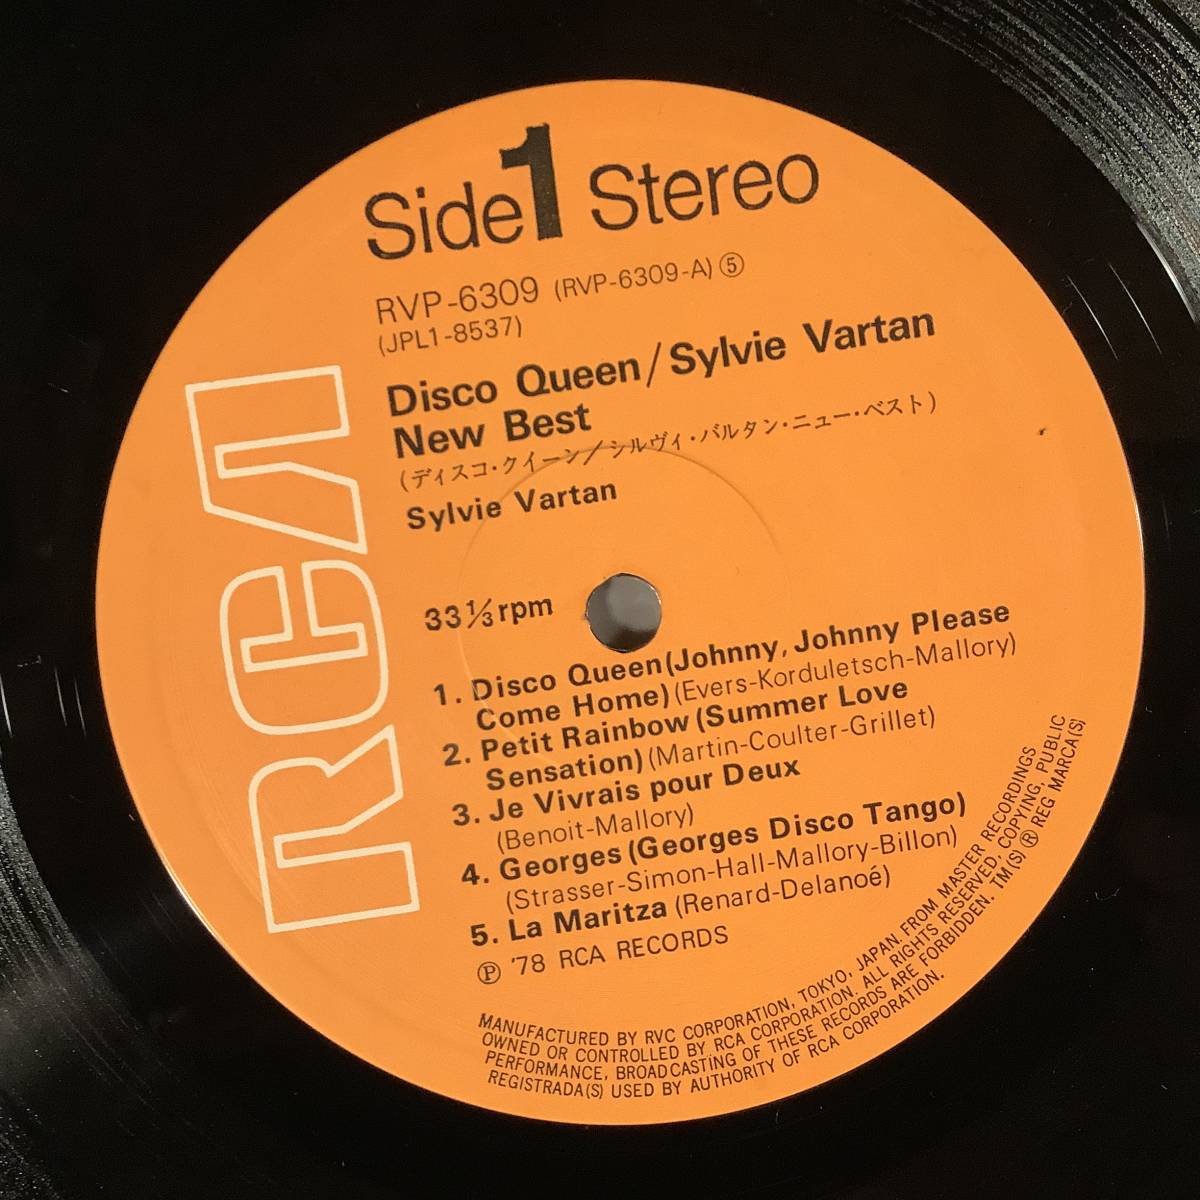 Side 1 Stereo
RVP-6309 (RVP-6309-A) ⑤
(JPL1-8537)
Disco Queen/Sylvie Vartan
New Best
(ディスコ・クイーン/シルヴィ・バルタン・ニュー・ベスト)
Sylvie Vartan
RCA
33⅓rpm
1. Disco Queen(Johnny, Johnny Please
Come Home)(Evers-Korduletsch-Mallory)
2. Petit Rainbow(Summer Love
Sensation)(Martin-Coulter-Grillet)
3. Je Vivrais pour Deux
(Benoit-Mallory)
4. Georges(Georges Disco Tango)
(Strasser-Simon-Hall-Mallory-Billon)
5. La Maritza (Renard-Delanoé)
Ⓟ '78 RCA RECORDS
MANUFACTURED BY RVC CORPORATION, TOKYO, JAPAN. FROM MASTER RECORDINGS
OWNED OR CONTROLLED BY RCA CORPORATION. ALL RIGHTS RESERVED, COPYING, PUBLIC
PERFORMANCE, BROADCASTING OF THESE RECORDS ARE FORBIDDEN. TM(S) ® REG MARCA(S)
REGISTRADA(S) USED BY AUTHORITY OF RCA CORPORATION.